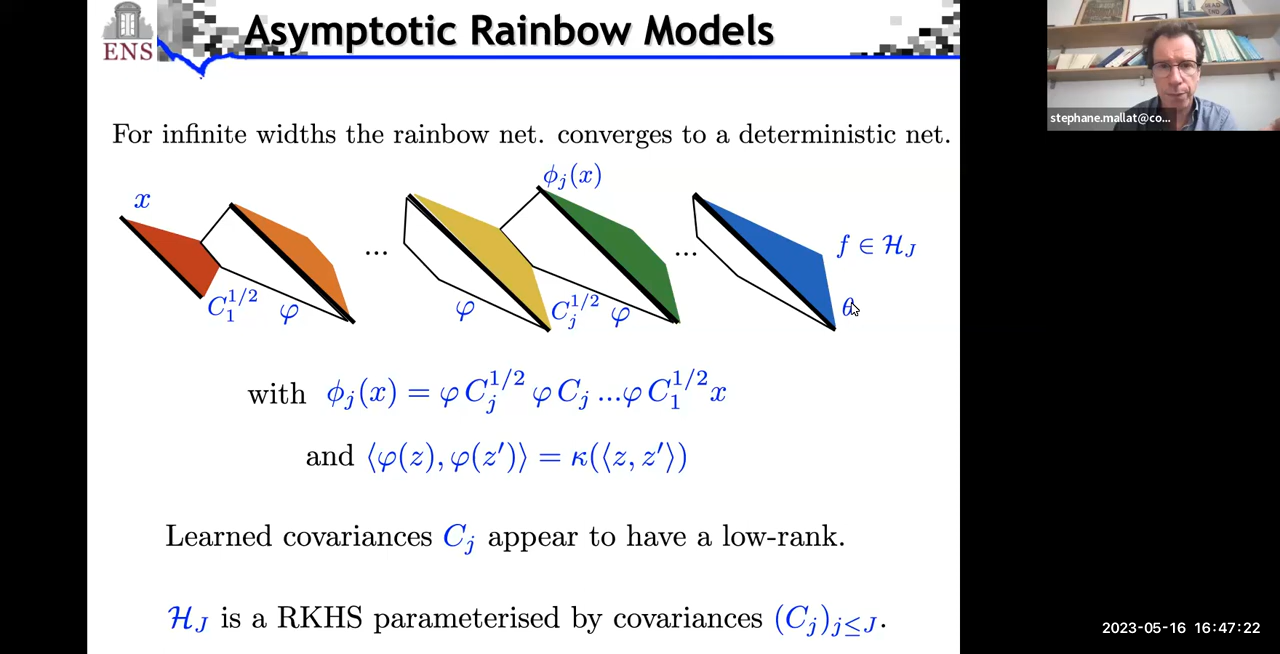 Asymptotic Rainbow Models
ENS
stephane.mallat@co...
For infinite widths the rainbow net. converges to a deterministic net.
x
ϕ_j(x)
...
...
f ∈ ℋ_J
C_1^{1/2} φ
φ
C_j^{1/2} φ
θ
with ϕ_j(x) = φ C_j^{1/2} φ C_j ...φ C_1^{1/2} x
and ⟨φ(z), φ(z′)⟩ = κ(⟨z, z′⟩)
Learned covariances C_j appear to have a low-rank.
ℋ_J is a RKHS parameterised by covariances (C_j)_{j≤J}.
2023-05-16 16:47:22